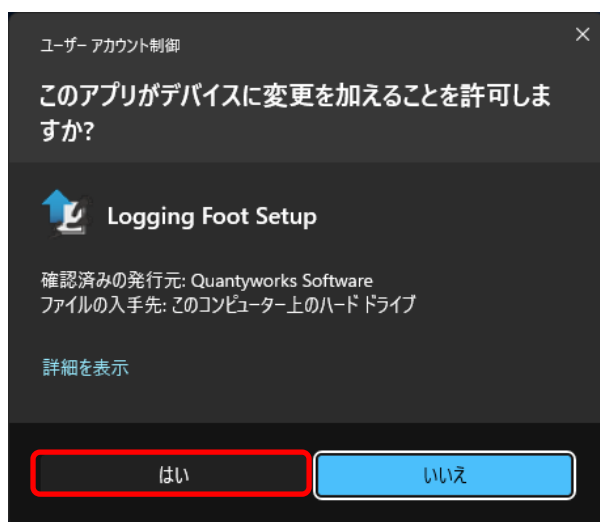 ユーザー アカウント制御
このアプリがデバイスに変更を加えることを許可しま
すか?
Logging Foot Setup
確認済みの発行元: Quantyworks Software
ファイルの入手先: このコンピューター上のハード ドライブ
詳細を表示
はい
いいえ